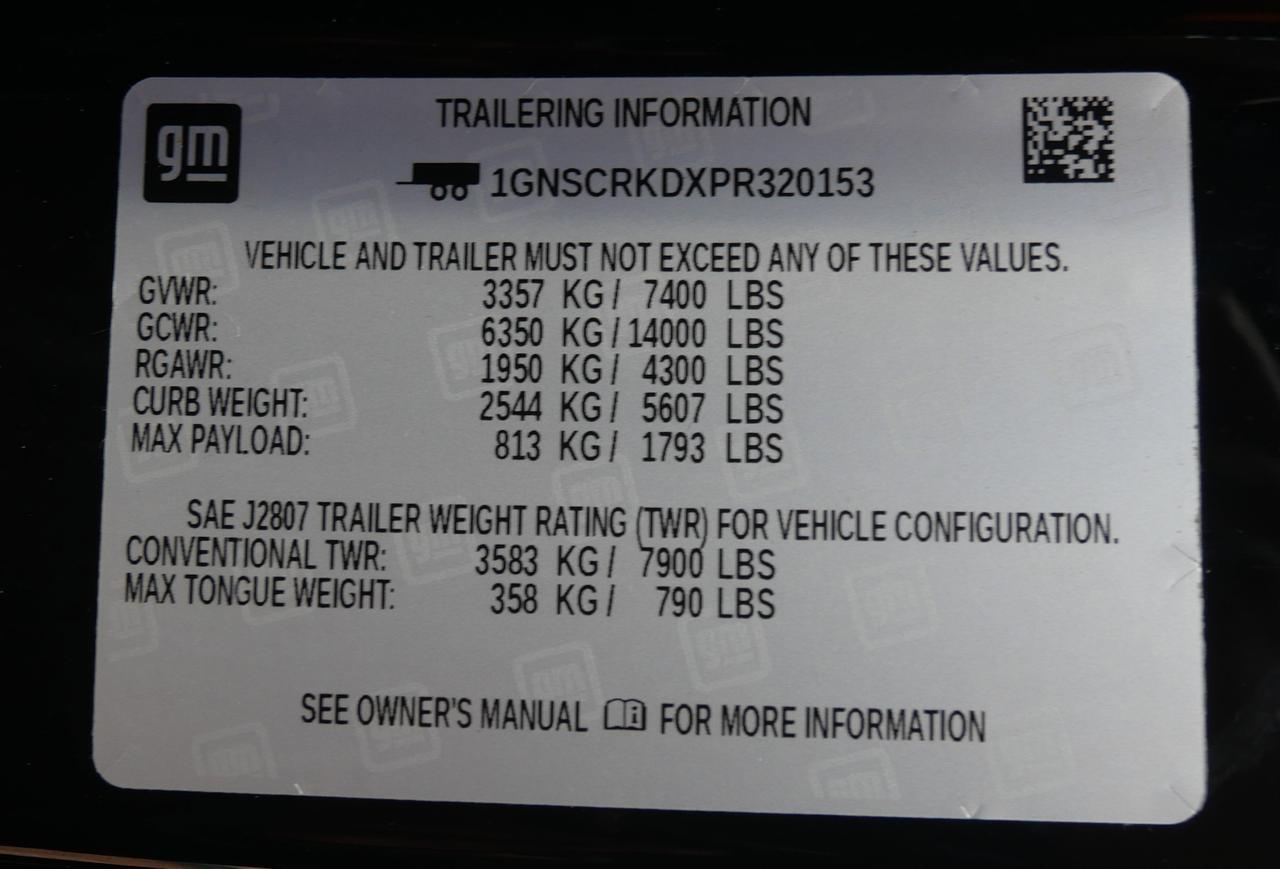 gm
TRAILERING INFORMATION
1GNSCRKDXPR320153
VEHICLE AND TRAILER MUST NOT EXCEED ANY OF THESE VALUES.
GVWR: 3357 KG / 7400 LBS
GCWR: 6350 KG / 14000 LBS
RGAWR: 1950 KG / 4300 LBS
CURB WEIGHT: 2544 KG / 5607 LBS
MAX PAYLOAD: 813 KG / 1793 LBS
SAE J2807 TRAILER WEIGHT RATING (TWR) FOR VEHICLE CONFIGURATION.
CONVENTIONAL TWR: 3583 KG / 7900 LBS
MAX TONGUE WEIGHT: 358 KG / 790 LBS
SEE OWNER'S MANUAL FOR MORE INFORMATION